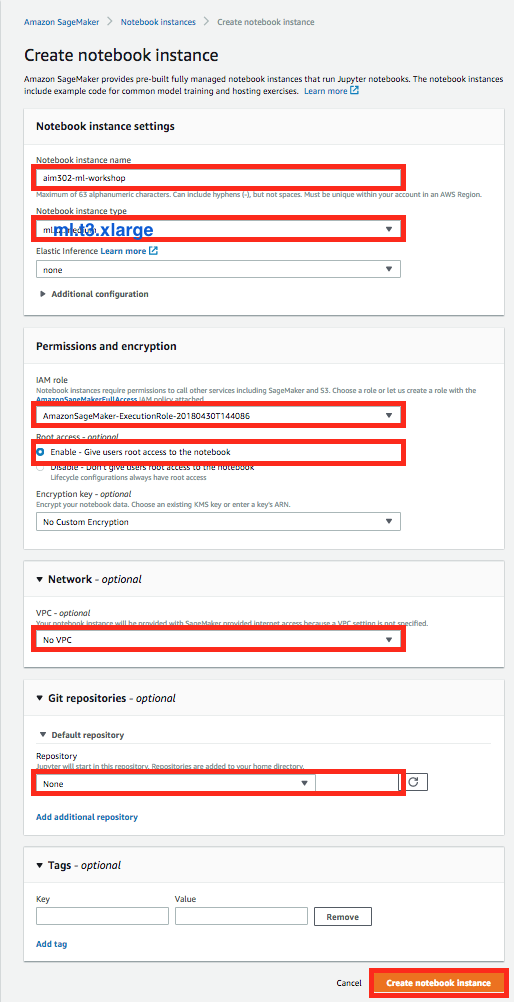 Amazon SageMaker > Notebook instances > Create notebook instance
Create notebook instance
Amazon SageMaker provides pre-built fully managed notebook instances that run Jupyter notebooks. The notebook instances
include example code for common model training and hosting exercises. Learn more
Notebook instance settings
Notebook instance name
aim302-ml-workshop
Maximum of 63 alphanumeric characters. Can include hyphens (-), but not spaces. Must be unique within your account in an AWS Region.
Notebook instance type
ml.t3.xlarge
Elastic Inference Learn more
none
Additional configuration
Permissions and encryption
IAM role
Notebook instances require permissions to call other services including SageMaker and S3. Choose a role or let us create a role with the
AmazonSageMakerFullAccess IAM policy attached.
AmazonSageMaker-ExecutionRole-20180430T144086
Root access - optional
Enable - Give users root access to the notebook
Disable - Don't give users root access to the notebook
Lifecycle configurations always have root access
Encryption key - optional
Encrypt your notebook data. Choose an existing KMS key or enter a key's ARN.
No Custom Encryption
Network - optional
VPC - optional
Your notebook instance will be provided with SageMaker provided internet access because a VPC setting is not specified.
No VPC
Git repositories - optional
Default repository
Repository
Jupyter will start in this repository. Repositories are added to your home directory.
None
Add additional repository
Tags - optional
Key Value
Remove
Add tag
Cancel Create notebook instance